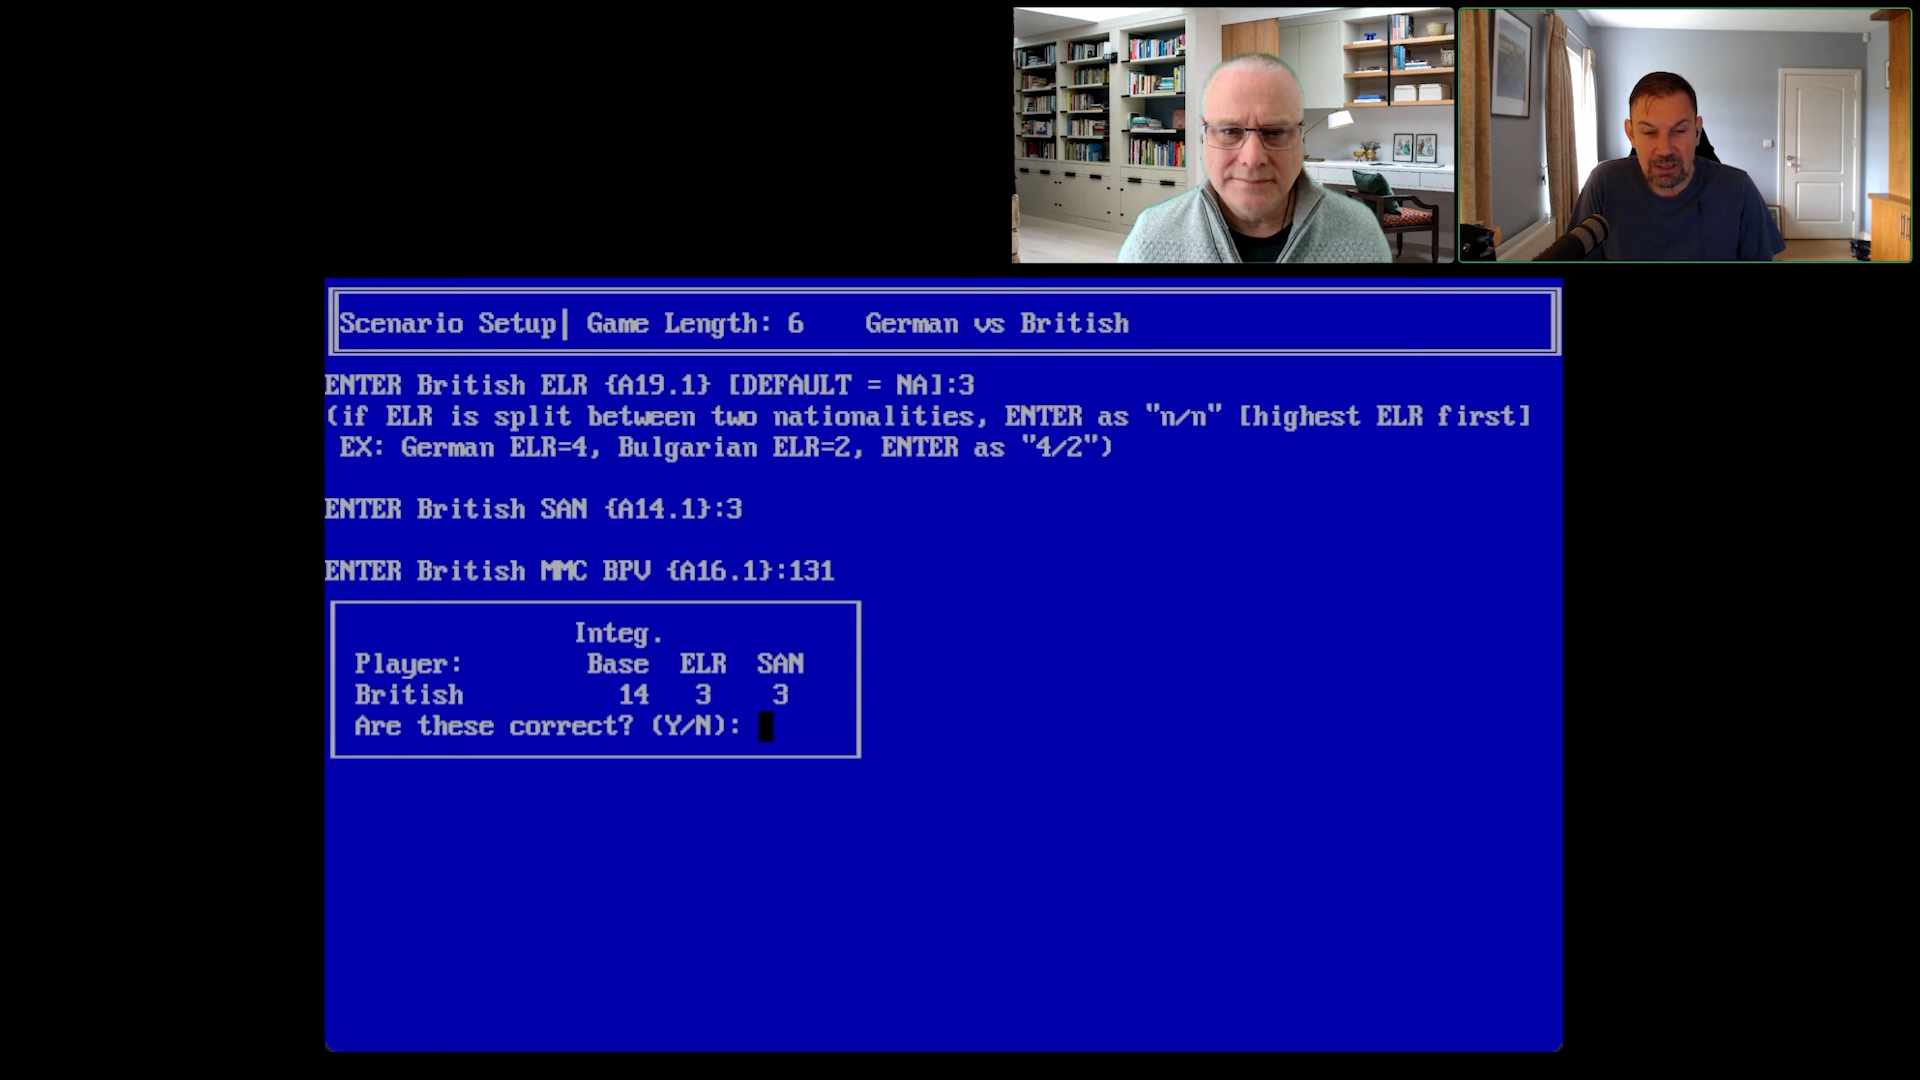 Scenario Setup| Game Length: 6 German vs British
ENTER British ELR {A19.1} [DEFAULT = NA]:3
(if ELR is split between two nationalities, ENTER as "n/n" [highest ELR first]
EX: German ELR=4, Bulgarian ELR=2, ENTER as "4/2")
ENTER British SAN {A14.1}:3
ENTER British MMC BPV {A16.1}:131
Integ.
Player: Base ELR SAN
British 14 3 3
Are these correct? (Y/N):